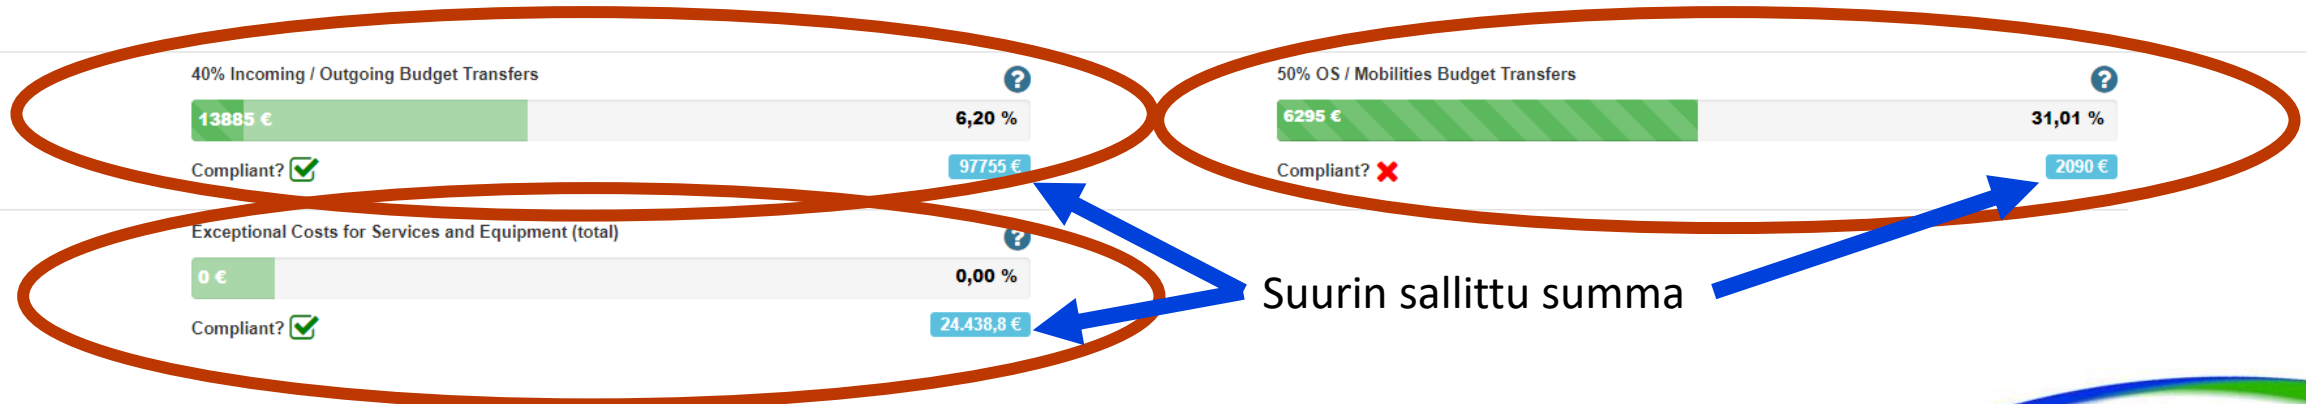 40% Incoming / Outgoing Budget Transfers
?
13885 €
6,20 %
Compliant?
97755 €
50% OS / Mobilities Budget Transfers
?
6295 €
31,01 %
Compliant?
2090 €
Exceptional Costs for Services and Equipment (total)
?
0 €
0,00 %
Compliant?
24.438,8 €
Suurin sallittu summa